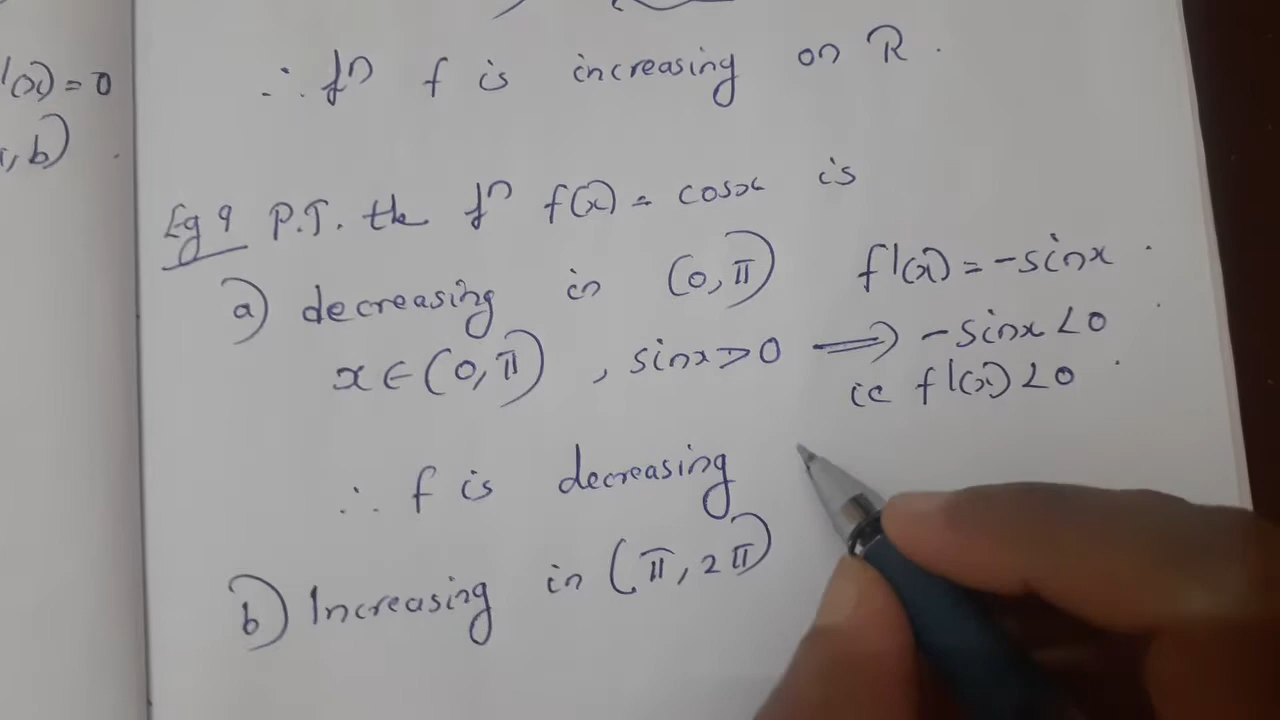 '(x) = 0
, b) .
∴ fⁿ f is increasing on R .
Eg 9 P.T. the fⁿ f(x) = cosx is
a) decreasing in (0, π) f'(x) = -sinx .
x ∈ (0, π) , sinx > 0 ⟹ -sinx < 0
ie f'(x) < 0
∴ f is decreasing
b) Increasing in (π, 2π)